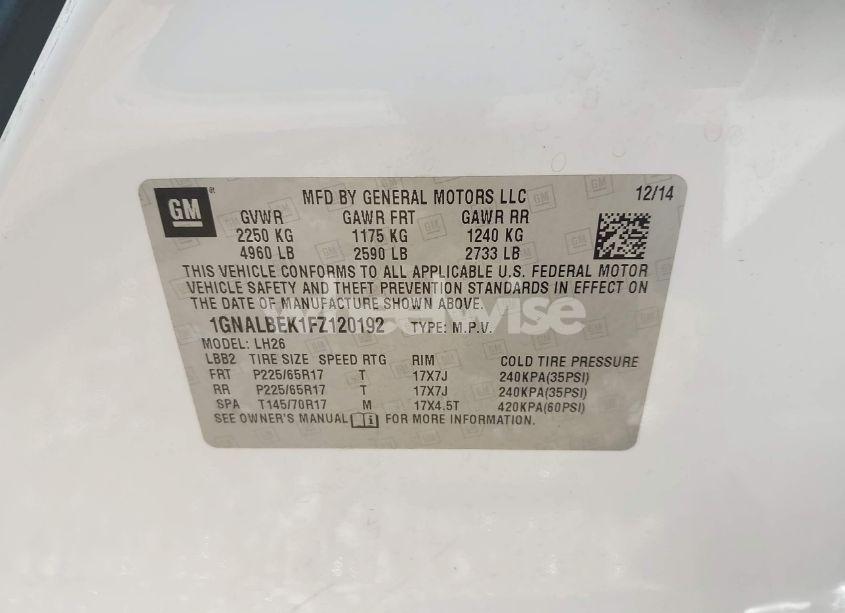 GM
MFD BY GENERAL MOTORS LLC 12/14
GVWR GAWR FRT GAWR RR
2250 KG 1175 KG 1240 KG
4960 LB 2590 LB 2733 LB
THIS VEHICLE CONFORMS TO ALL APPLICABLE U.S. FEDERAL MOTOR
VEHICLE SAFETY AND THEFT PREVENTION STANDARDS IN EFFECT ON
THE DATE OF MANUFACTURE SHOWN ABOVE.
1GNALBEK1FZ120192 TYPE: M.P.V.
wheelwise
MODEL: LH26
LBB2 TIRE SIZE SPEED RTG RIM COLD TIRE PRESSURE
FRT P225/65R17 T 17X7J 240KPA(35PSI)
RR P225/65R17 T 17X7J 240KPA(35PSI)
SPA T145/70R17 M 17X4.5T 420KPA(60PSI)
SEE OWNER'S MANUAL FOR MORE INFORMATION.